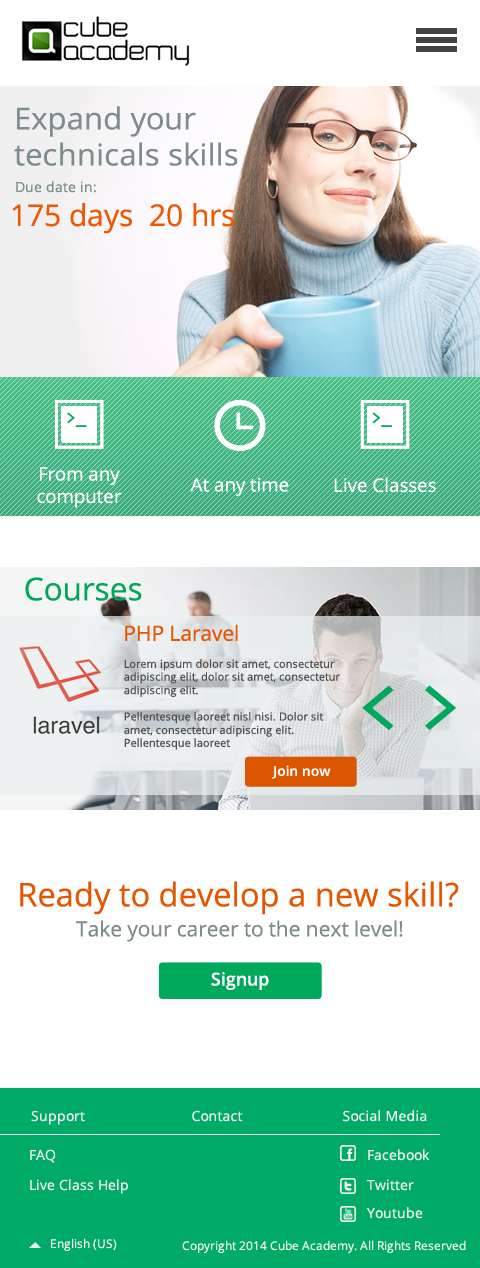 cube
academy
Expand your
technicals skills
Due date in:
175 days 20 hrs
From any
computer
At any time
Live Classes
Courses
PHP Laravel
Lorem ipsum dolor sit amet, consectetur
adipiscing elit, dolor sit amet, consectetur
adipiscing elit.
Pellentesque laoreet nisl nisi. Dolor sit
amet, consectetur adipiscing elit.
Pellentesque laoreet
laravel
Join now
Ready to develop a new skill?
Take your career to the next level!
Signup
Support
Contact
Social Media
FAQ
Facebook
Live Class Help
Twitter
Youtube
English (US)
Copyright 2014 Cube Academy. All Rights Reserved